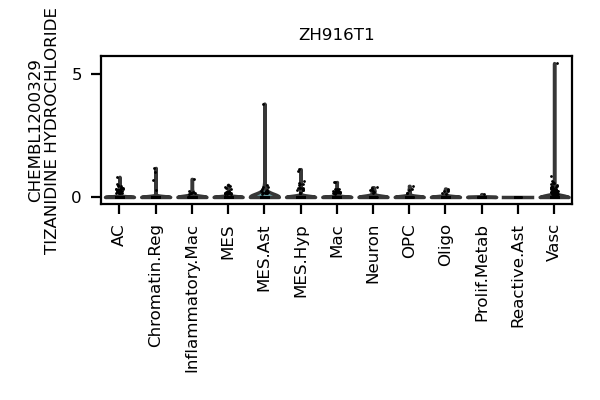 ZH916T1
CHEMBL1200329
TIZANIDINE HYDROCHLORIDE
5
0
AC
Chromatin.Reg
Inflammatory.Mac
MES
MES.Ast
MES.Hyp
Mac
Neuron
OPC
Oligo
Prolif.Metab
Reactive.Ast
Vasc